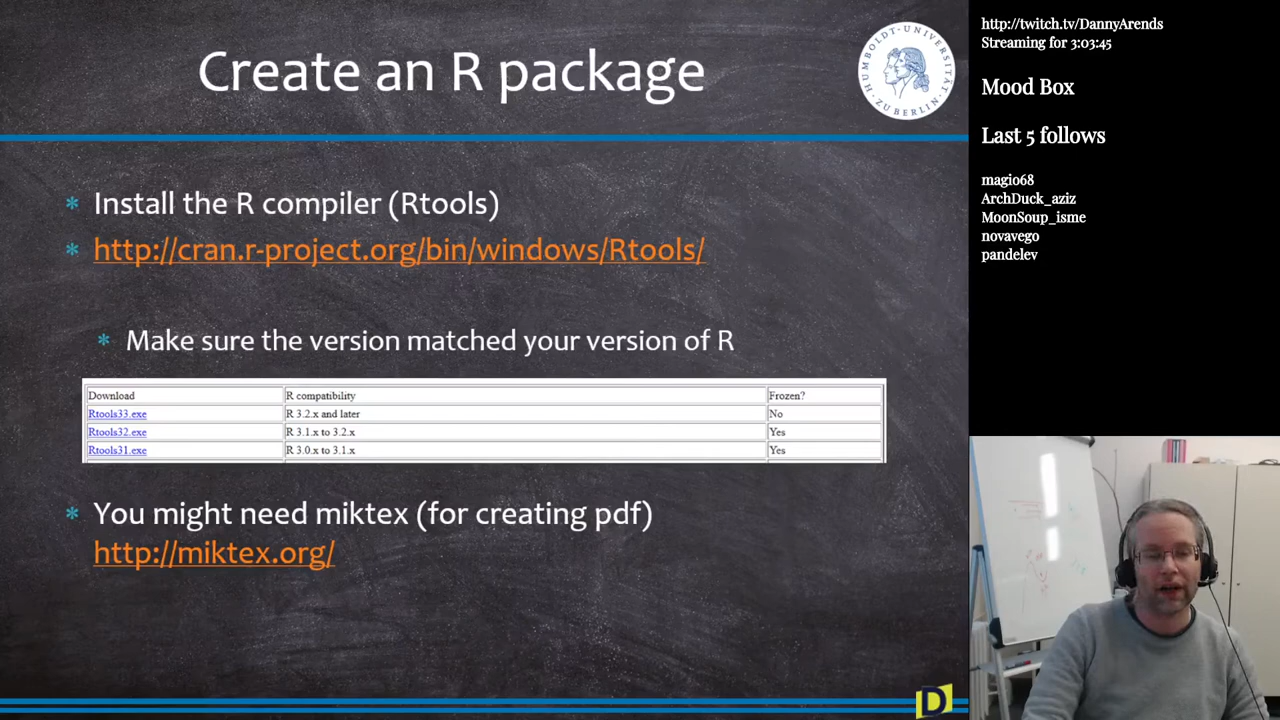 Create an R package
HUMBOLDT-UNIVERSITÄT
ZU BERLIN
* Install the R compiler (Rtools)
* http://cran.r-project.org/bin/windows/Rtools/
* Make sure the version matched your version of R
Download R compatibility Frozen?
Rtools33.exe R 3.2.x and later No
Rtools32.exe R 3.1.x to 3.2.x Yes
Rtools31.exe R 3.0.x to 3.1.x Yes
* You might need miktex (for creating pdf)
http://miktex.org/
D
http://twitch.tv/DannyArends
Streaming for 3:03:45
Mood Box
Last 5 follows
magio68
ArchDuck_aziz
MoonSoup_isme
novavego
pandelev